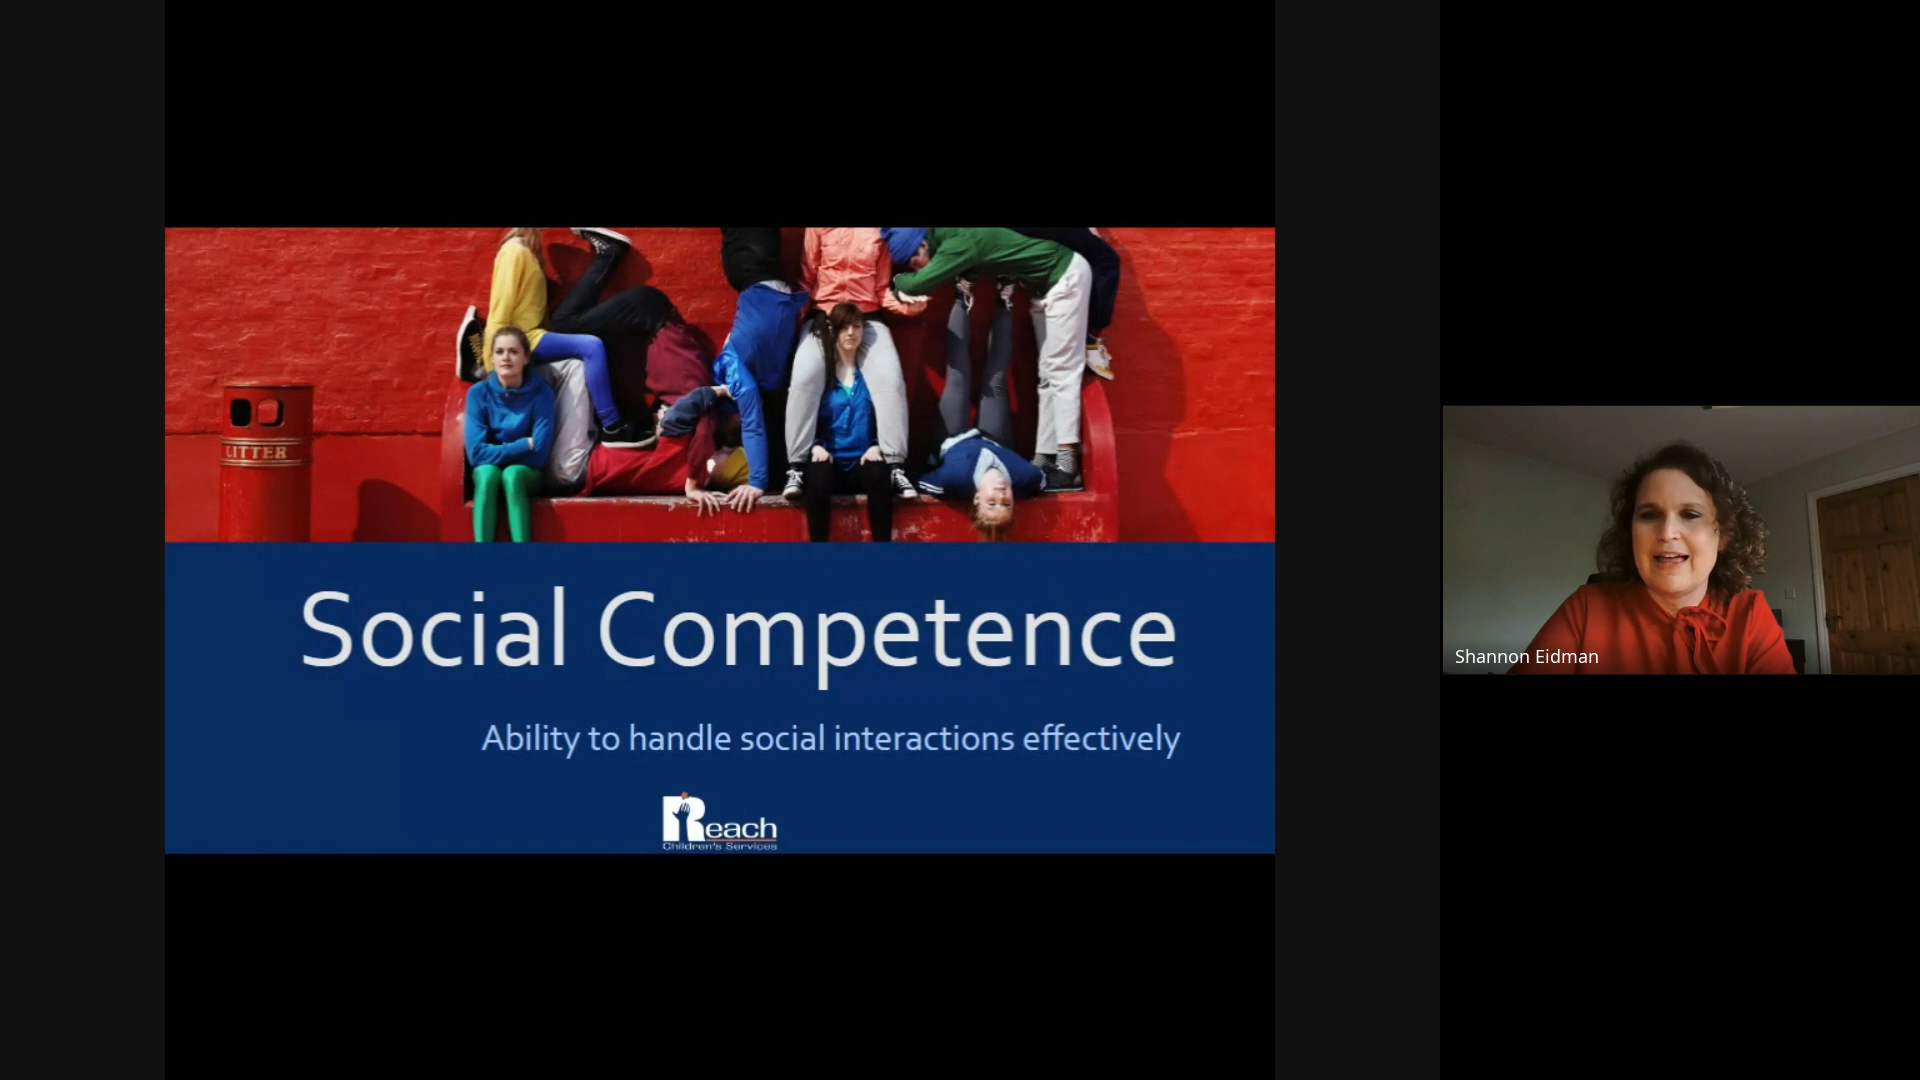 LITTER
Social Competence
Ability to handle social interactions effectively
Reach
Children's Services
Shannon Eidman